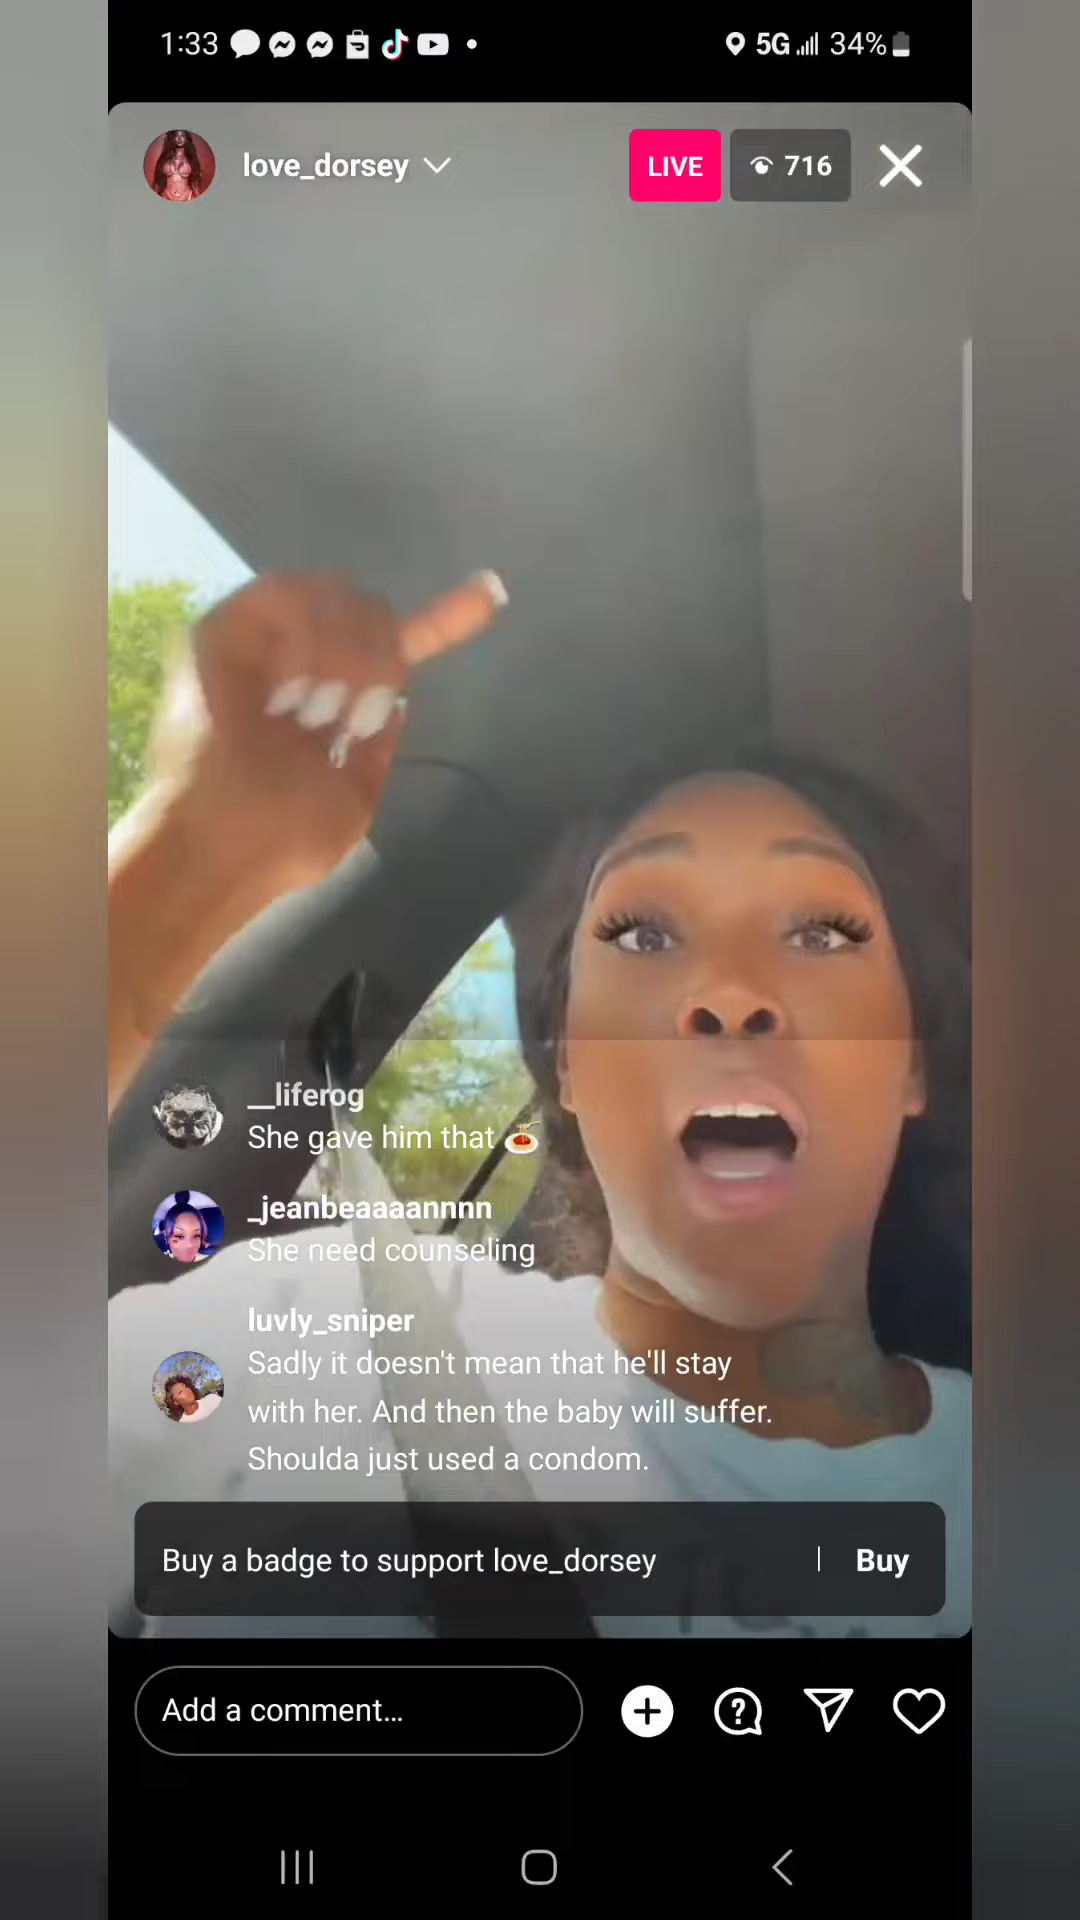 1:33
5G 34%
love_dorsey
LIVE
716
__liferog
She gave him that
_jeanbeaaaannnn
She need counseling
luvly_sniper
Sadly it doesn't mean that he'll stay
with her. And then the baby will suffer.
Shoulda just used a condom.
Buy a badge to support love_dorsey | Buy
Add a comment...